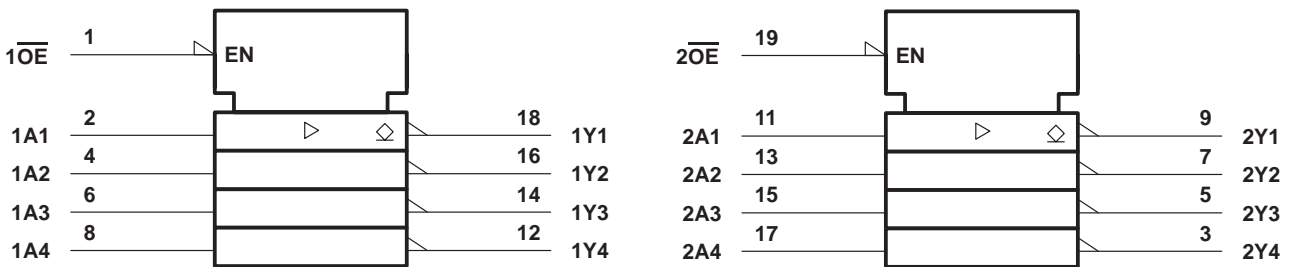 1OE 1 EN
1A1 2 18 1Y1
1A2 4 16 1Y2
1A3 6 14 1Y3
1A4 8 12 1Y4
2OE 19 EN
2A1 11 9 2Y1
2A2 13 7 2Y2
2A3 15 5 2Y3
2A4 17 3 2Y4